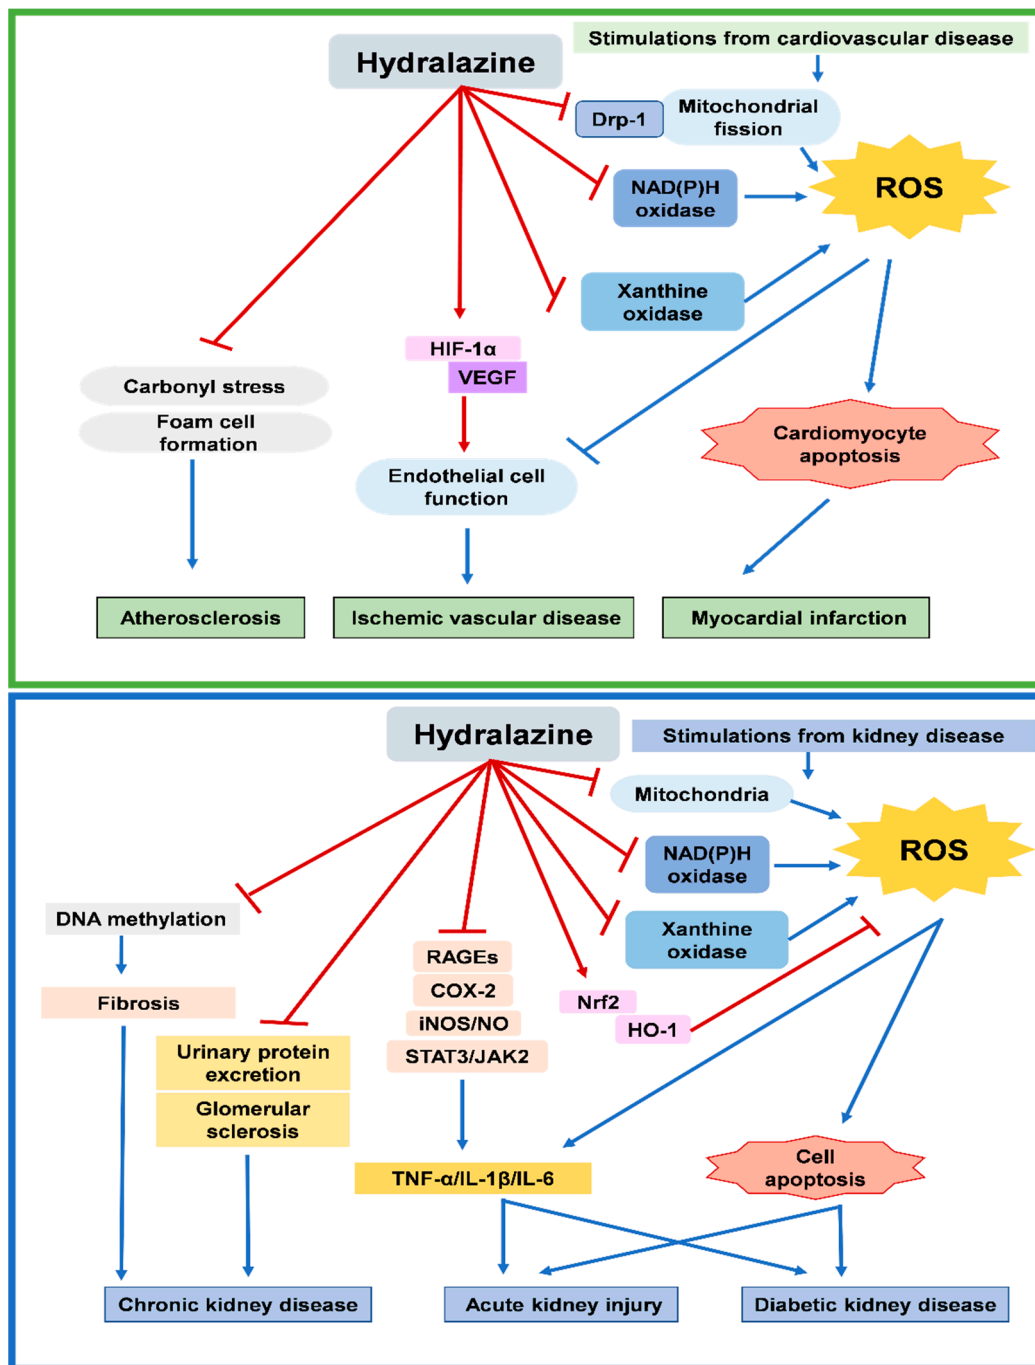 Stimulations from cardiovascular disease
Hydralazine
Drp-1
Mitochondrial
fission
NAD(P)H
oxidase
ROS
Xanthine
oxidase
HIF-1α
VEGF
Carbonyl stress
Foam cell
formation
Endothelial cell
function
Cardiomyocyte
apoptosis
Atherosclerosis
Ischemic vascular disease
Myocardial infarction
Hydralazine
Stimulations from kidney disease
Mitochondria
NAD(P)H
oxidase
ROS
DNA methylation
Xanthine
oxidase
RAGEs
COX-2
iNOS/NO
STAT3/JAK2
Nrf2
HO-1
Fibrosis
Urinary protein
excretion
Glomerular
sclerosis
TNF-α/IL-1β/IL-6
Cell
apoptosis
Chronic kidney disease
Acute kidney injury
Diabetic kidney disease